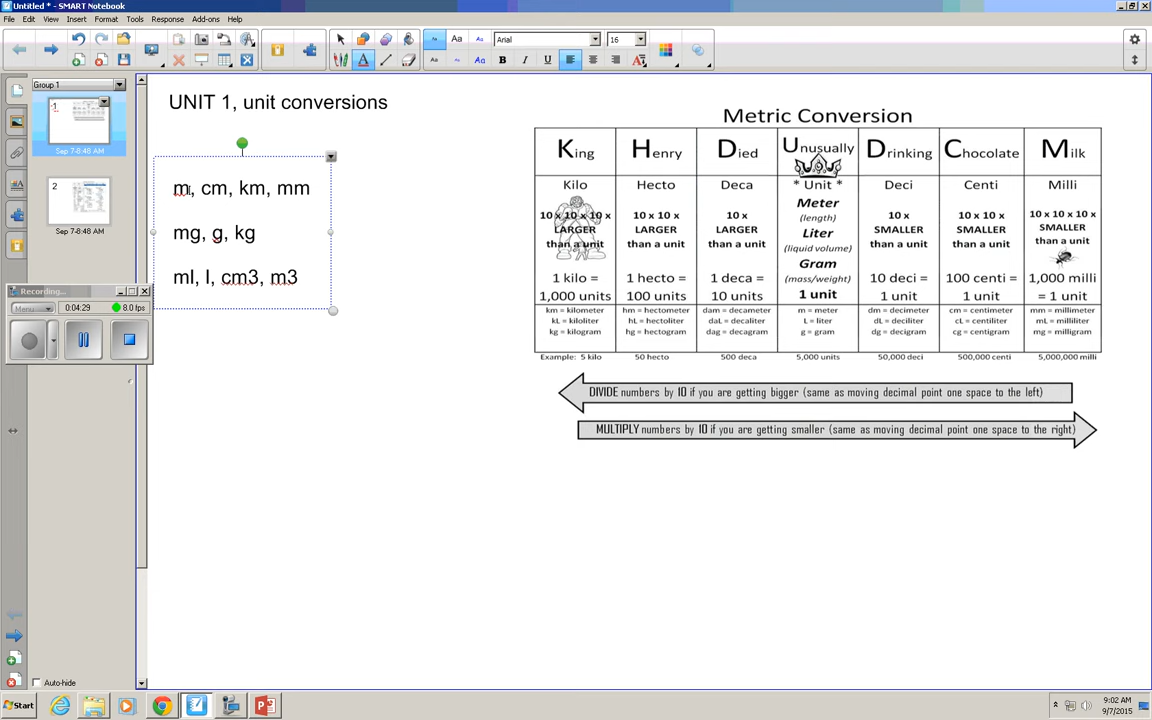 Untitled * - SMART Notebook
File Edit View Insert Format Tools Response Add-ons Help
Arial
16
Group 1
1
Sep 7-8:48 AM
2
Sep 7-8:48 AM
Recording...
Menu
00:04:29
8.0 fps
Auto-hide
UNIT 1, unit conversions
m, cm, km, mm
mg, g, kg
ml, l, cm3, m3
Metric Conversion
King Henry Died Unusually Drinking Chocolate Milk
Kilo
10 x 10 x 10 x
LARGER
than a unit
1 kilo =
1,000 units
km = kilometer
kL = kiloliter
kg = kilogram
Example: 5 kilo
Hecto
10 x 10 x
LARGER
than a unit
1 hecto =
100 units
hm = hectometer
hL = hectoliter
hg = hectogram
50 hecto
Deca
10 x
LARGER
than a unit
1 deca =
10 units
dam = decameter
daL = decaliter
dag = decagram
500 deca
* Unit *
Meter
(length)
Liter
(liquid volume)
Gram
(mass/weight)
1 unit
m = meter
L = liter
g = gram
5,000 units
Deci
10 x
SMALLER
than a unit
10 deci =
1 unit
dm = decimeter
dL = deciliter
dg = decigram
50,000 deci
Centi
10 x 10 x
SMALLER
than a unit
100 centi =
1 unit
cm = centimeter
cL = centiliter
cg = centigram
500,000 centi
Milli
10 x 10 x 10 x
SMALLER
than a unit
1,000 milli
= 1 unit
mm = millimeter
mL = milliliter
mg = milligram
5,000,000 milli
DIVIDE numbers by 10 if you are getting bigger (same as moving decimal point one space to the left)
MULTIPLY numbers by 10 if you are getting smaller (same as moving decimal point one space to the right)
Start
9:02 AM
9/7/2015